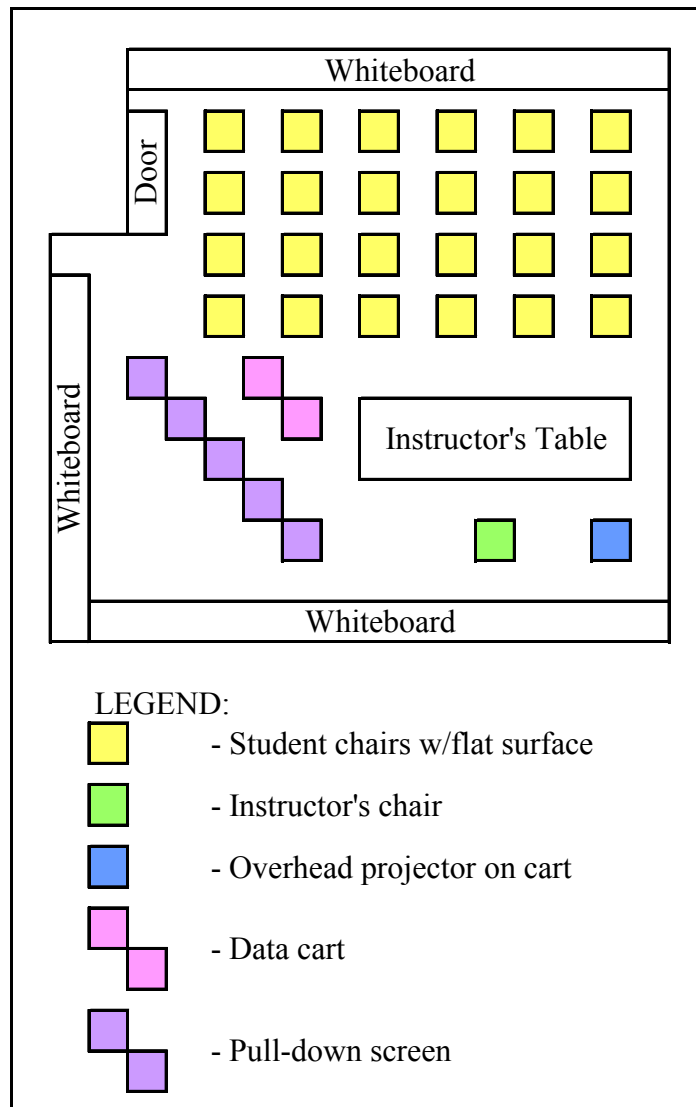 Whiteboard
Door
Whiteboard
Instructor's Table
Whiteboard
LEGEND:
- Student chairs w/flat surface
- Instructor's chair
- Overhead projector on cart
- Data cart
- Pull-down screen